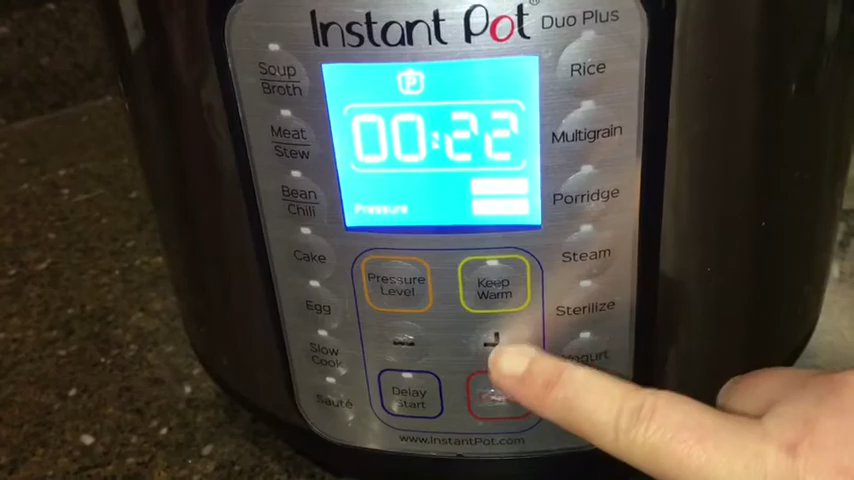 Instant Pot® Duo Plus
Soup
Broth
Meat
Stew
Bean
Chili
Cake
Egg
Slow
Cook
Sauté
P
00:22
Pressure
Rice
Multigrain
Porridge
Steam
Sterilize
Yogurt
Pressure
Level
Keep
Warm
−
+
Delay
Start
www.InstantPot.com